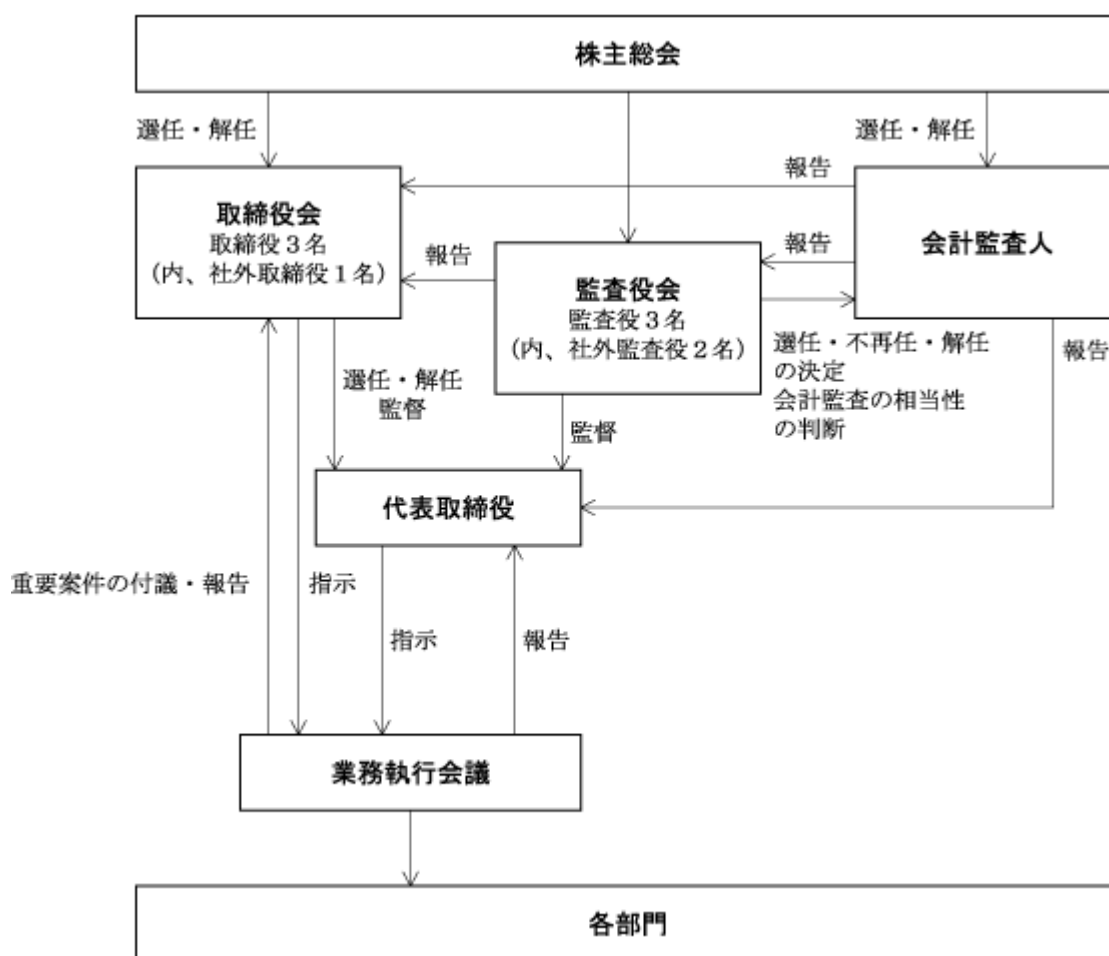 株主総会
選任・解任
選任・解任
報告
取締役会
取締役3名
（内、社外取締役1名）
会計監査人
報告
報告
監査役会
監査役3名
（内、社外監査役2名）
選任・不再任・解任
の決定
会計監査の相当性
の判断
報告
選任・解任
監督
監督
代表取締役
重要案件の付議・報告
指示
指示
報告
業務執行会議
各部門